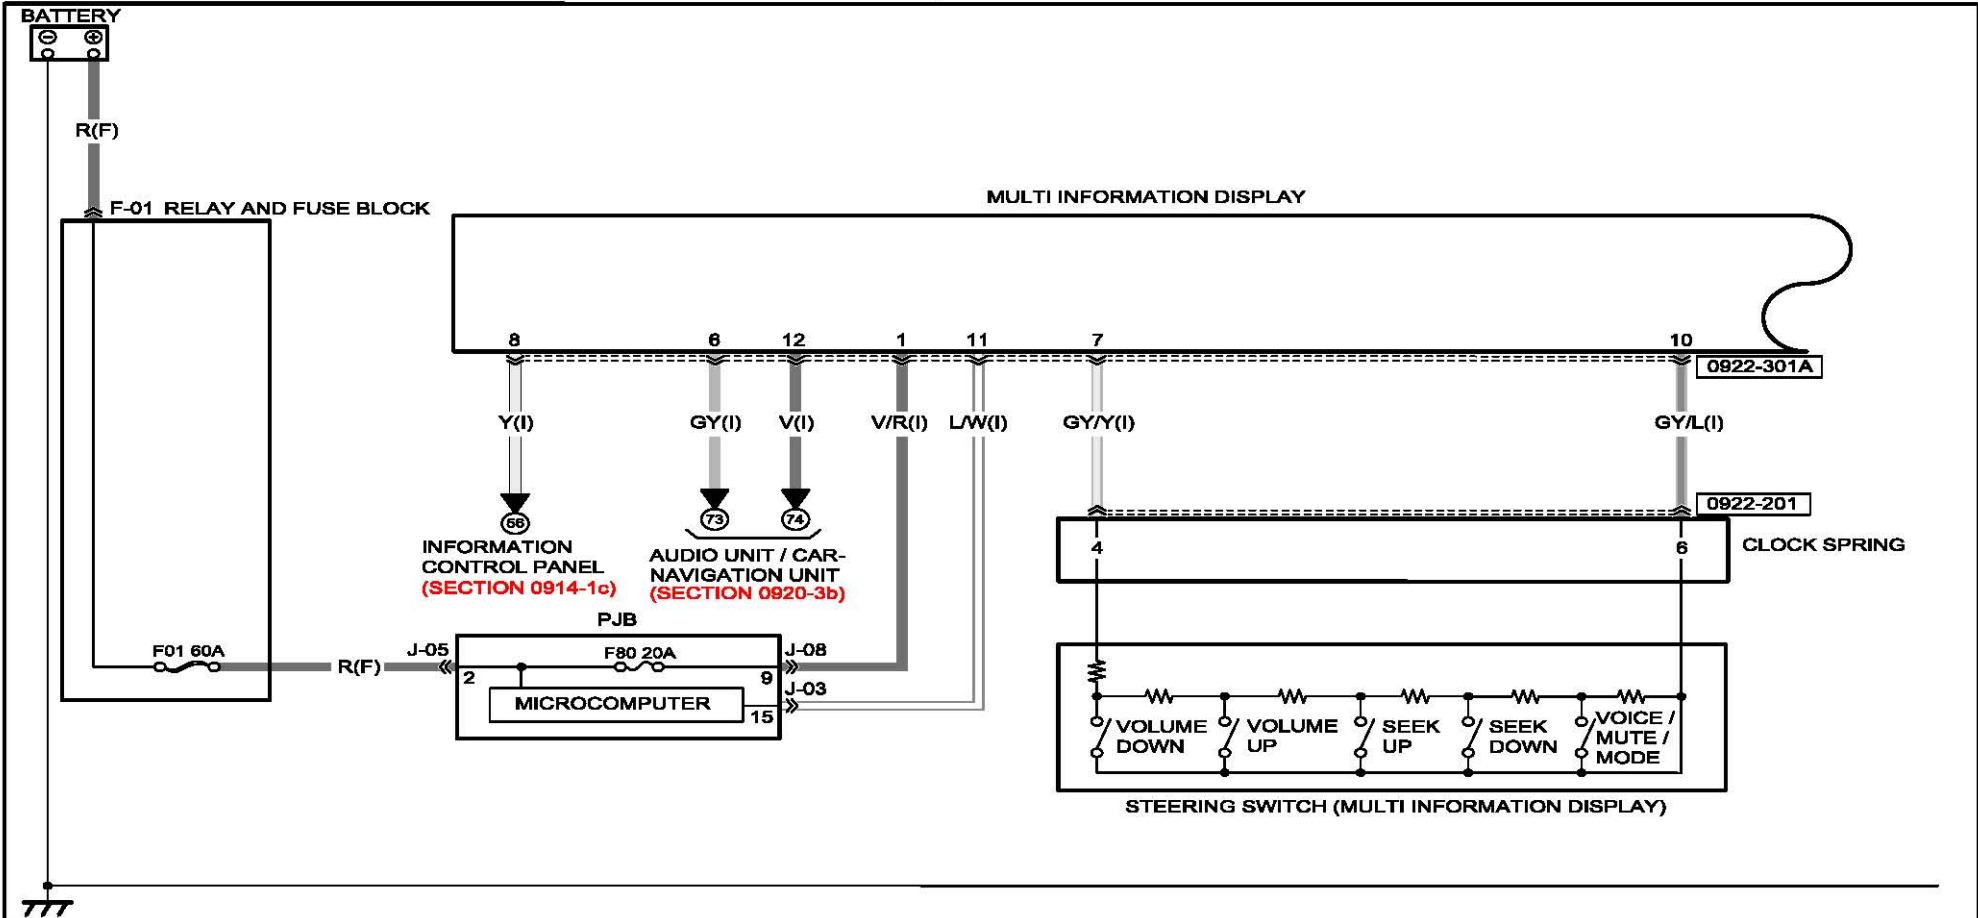 BATTERY
R(F)
F-01 RELAY AND FUSE BLOCK
MULTI INFORMATION DISPLAY
8 6 12 1 11 7 10
0922-301A
Y(I) GY(I) V(I) V/R(I) L/W(I) GY/Y(I) GY/L(I)
0922-201
56 73 74
4 6 CLOCK SPRING
INFORMATION
CONTROL PANEL
(SECTION 0914-1c)
AUDIO UNIT / CAR-
NAVIGATION UNIT
(SECTION 0920-3b)
PJB
F01 60A
R(F)
J-05
2
F80 20A
9
J-08
J-03
MICROCOMPUTER
15
VOLUME
DOWN
VOLUME
UP
SEEK
UP
SEEK
DOWN
VOICE /
MUTE /
MODE
STEERING SWITCH (MULTI INFORMATION DISPLAY)